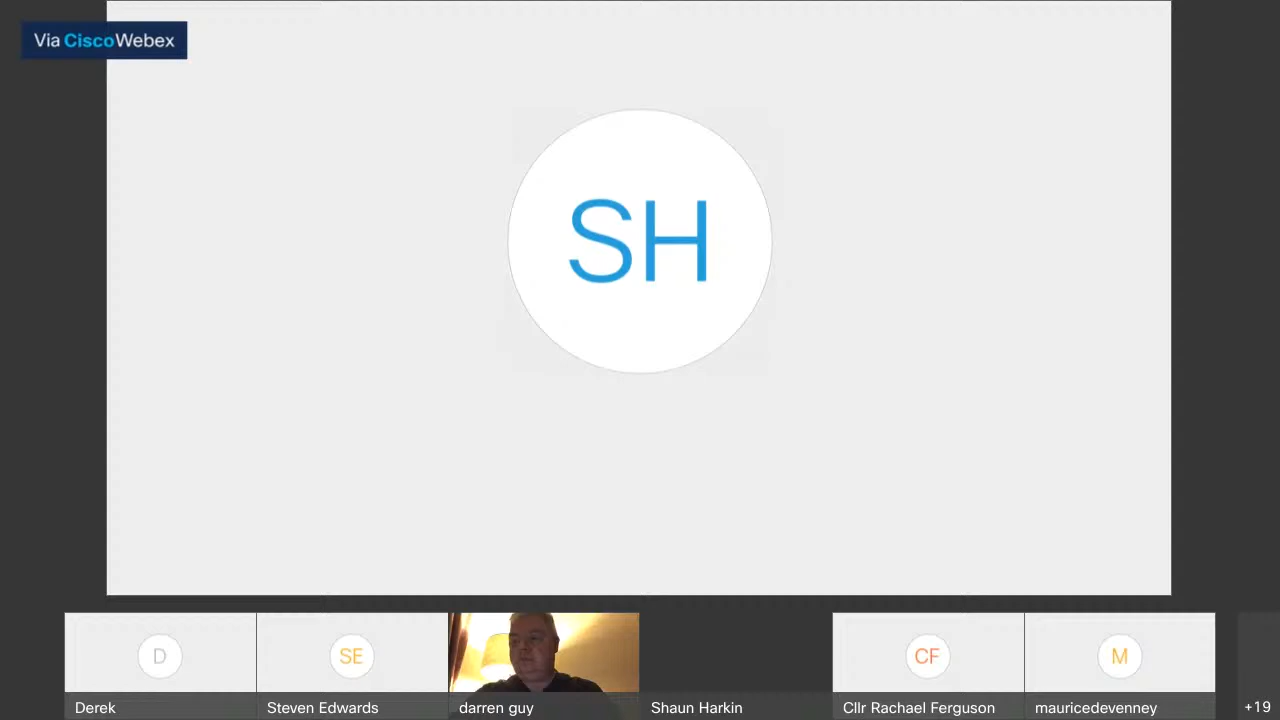 Via CiscoWebex
SH
D
SE
CF
M
Derek
Steven Edwards
darren guy
Shaun Harkin
Cllr Rachael Ferguson
mauricedevenney
+19